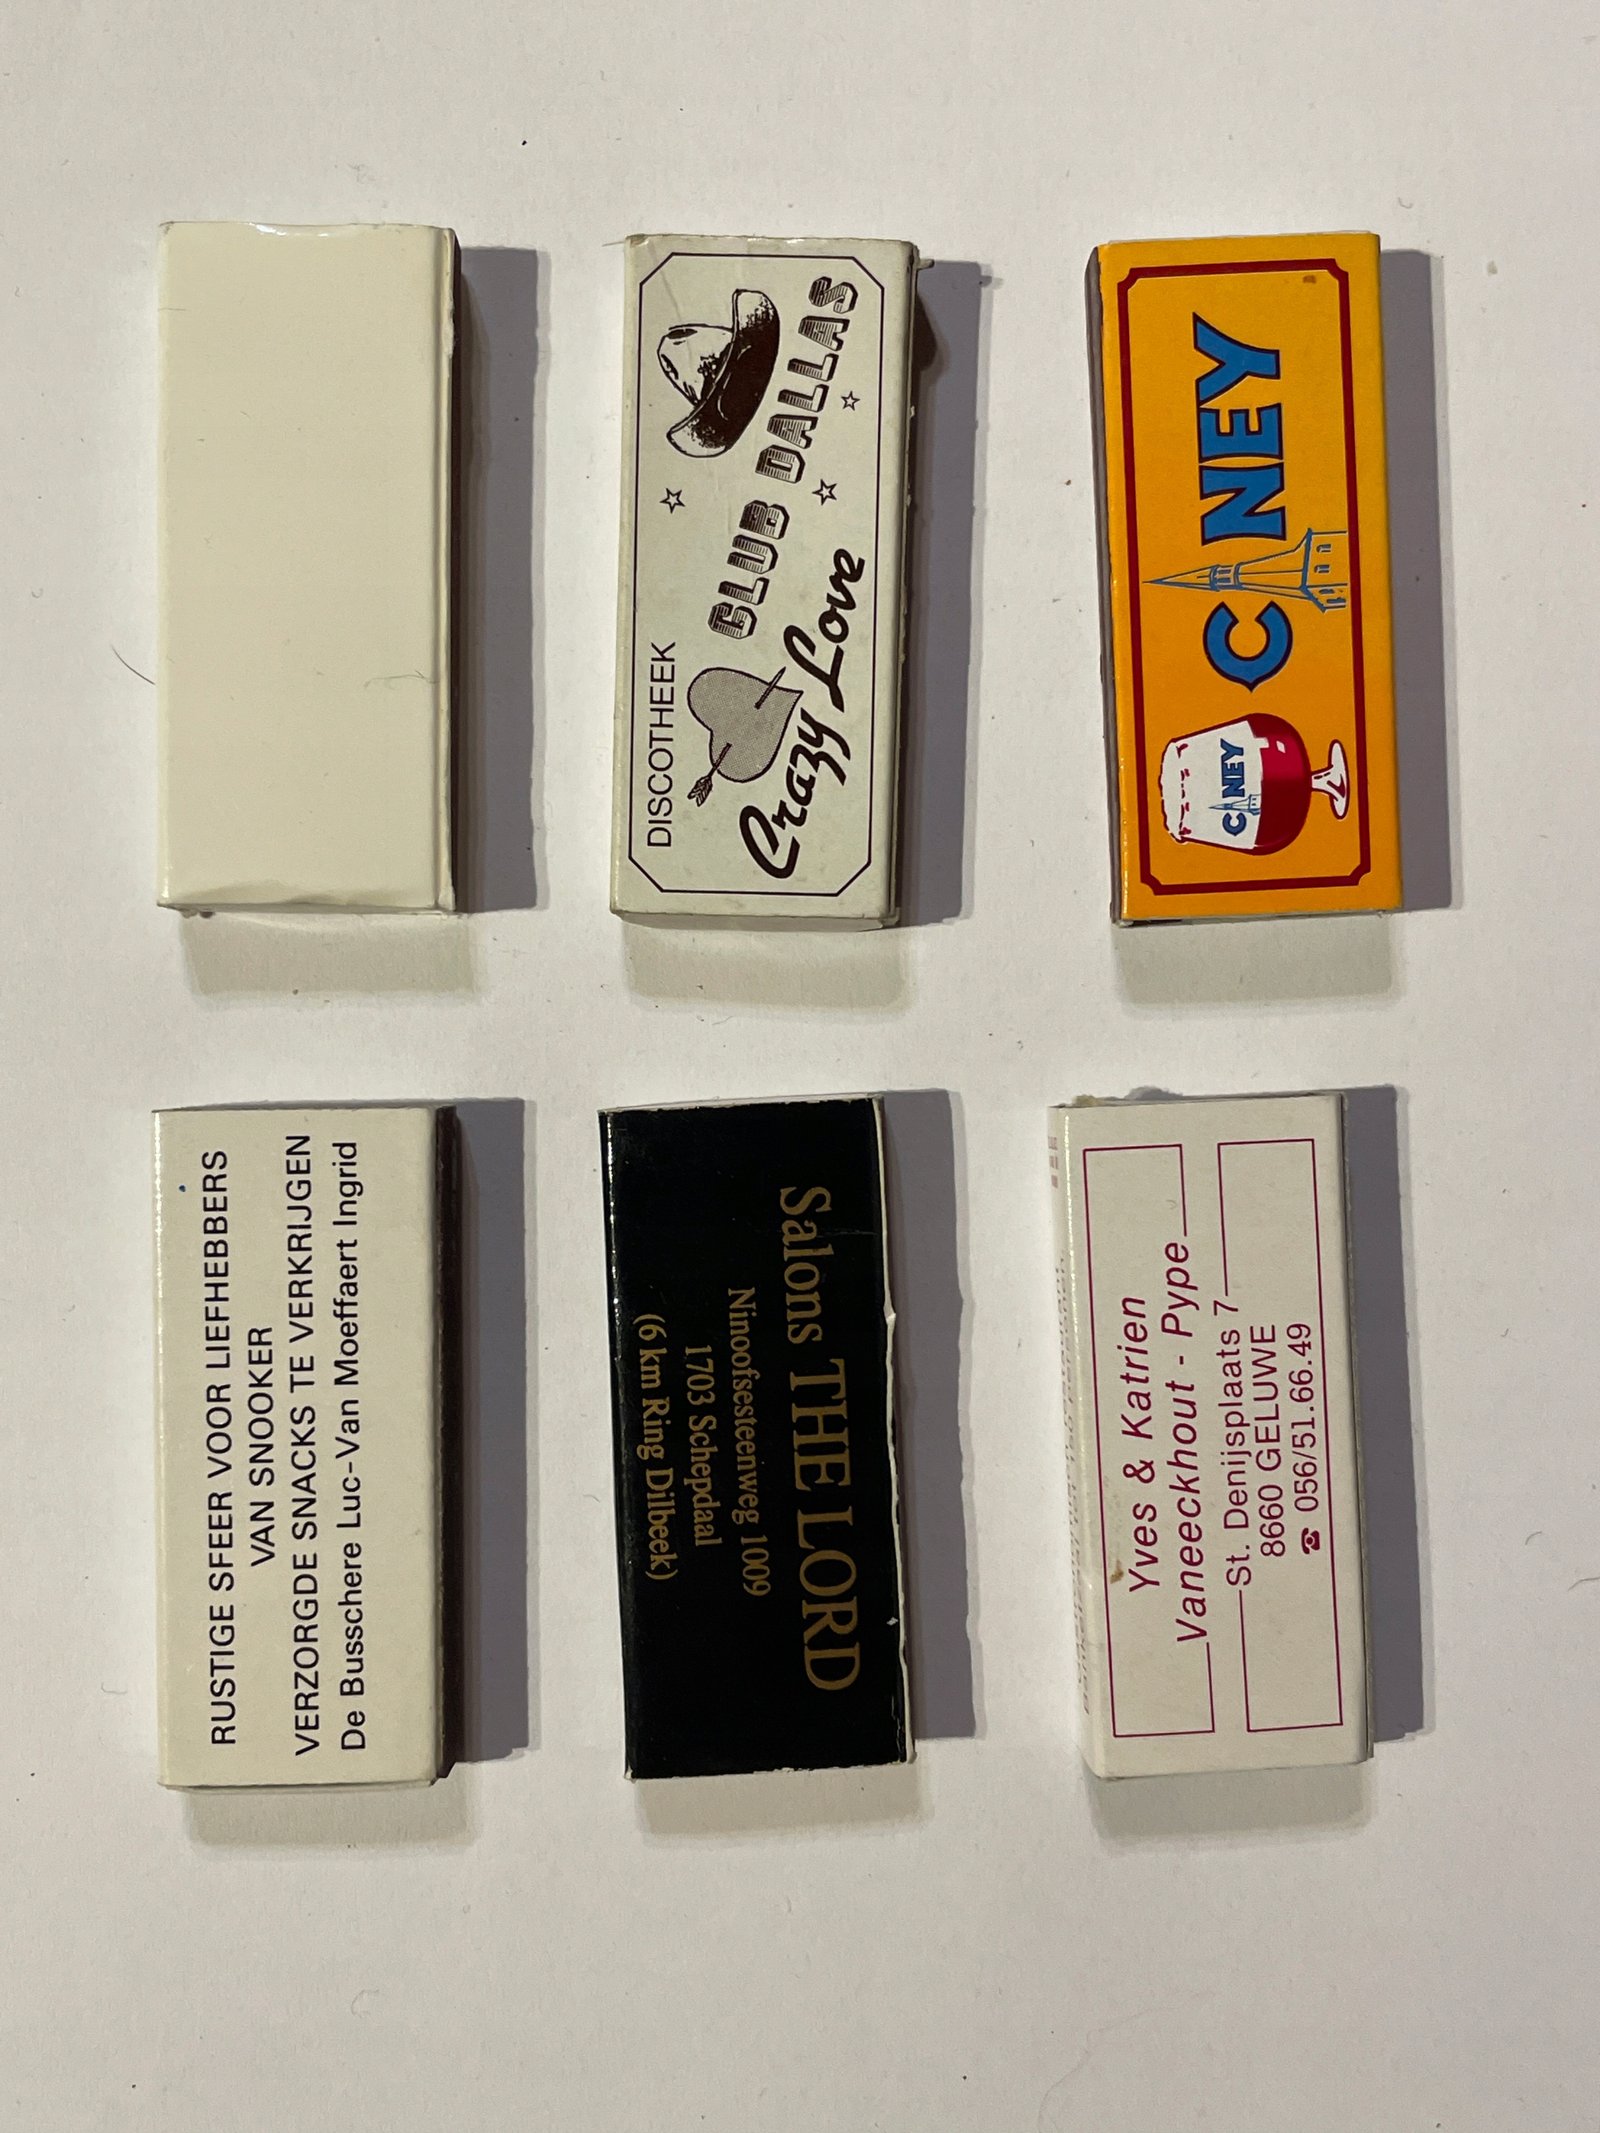 DISCOTHEEK
CLUB DALLAS
Crazy Love
CINEY
CINEY
RUSTIGE SFEER VOOR LIEFHEBBERS
VAN SNOOKER
VERZORGDE SNACKS TE VERKRIJGEN
De Busschere Luc-Van Moeffaert Ingrid
Salons THE LORD
Ninoofsesteenweg 1009
1703 Schepdaal
(6 km Ring Dilbeek)
Yves & Katrien
Vaneeckhout - Pype
St. Denijsplaats 7
8660 GELUWE
☎ 056/51.66.49